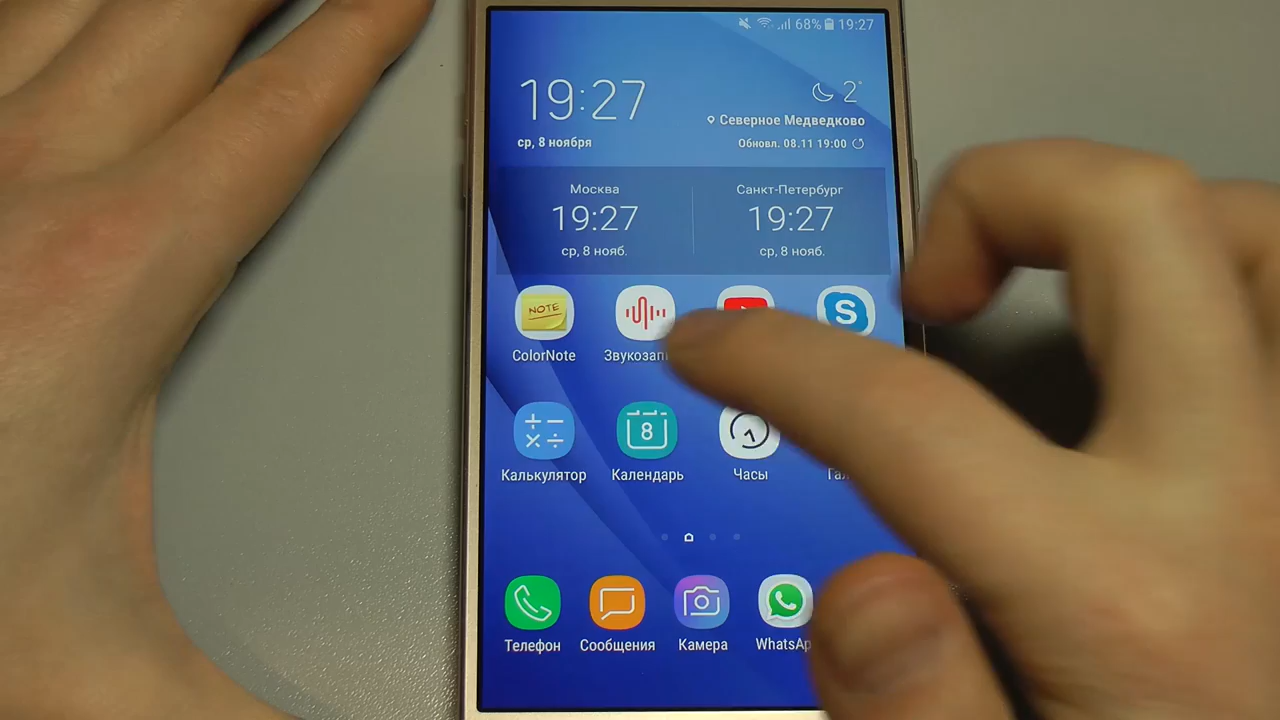 68% 19:27
19:27
2°
Северное Медведково
ср, 8 ноября
Обновл. 08.11 19:00
Москва
Санкт-Петербург
19:27
19:27
ср, 8 нояб.
ср, 8 нояб.
NOTE
S
ColorNote
8
Калькулятор
Календарь
Часы
Телефон
Сообщения
Камера